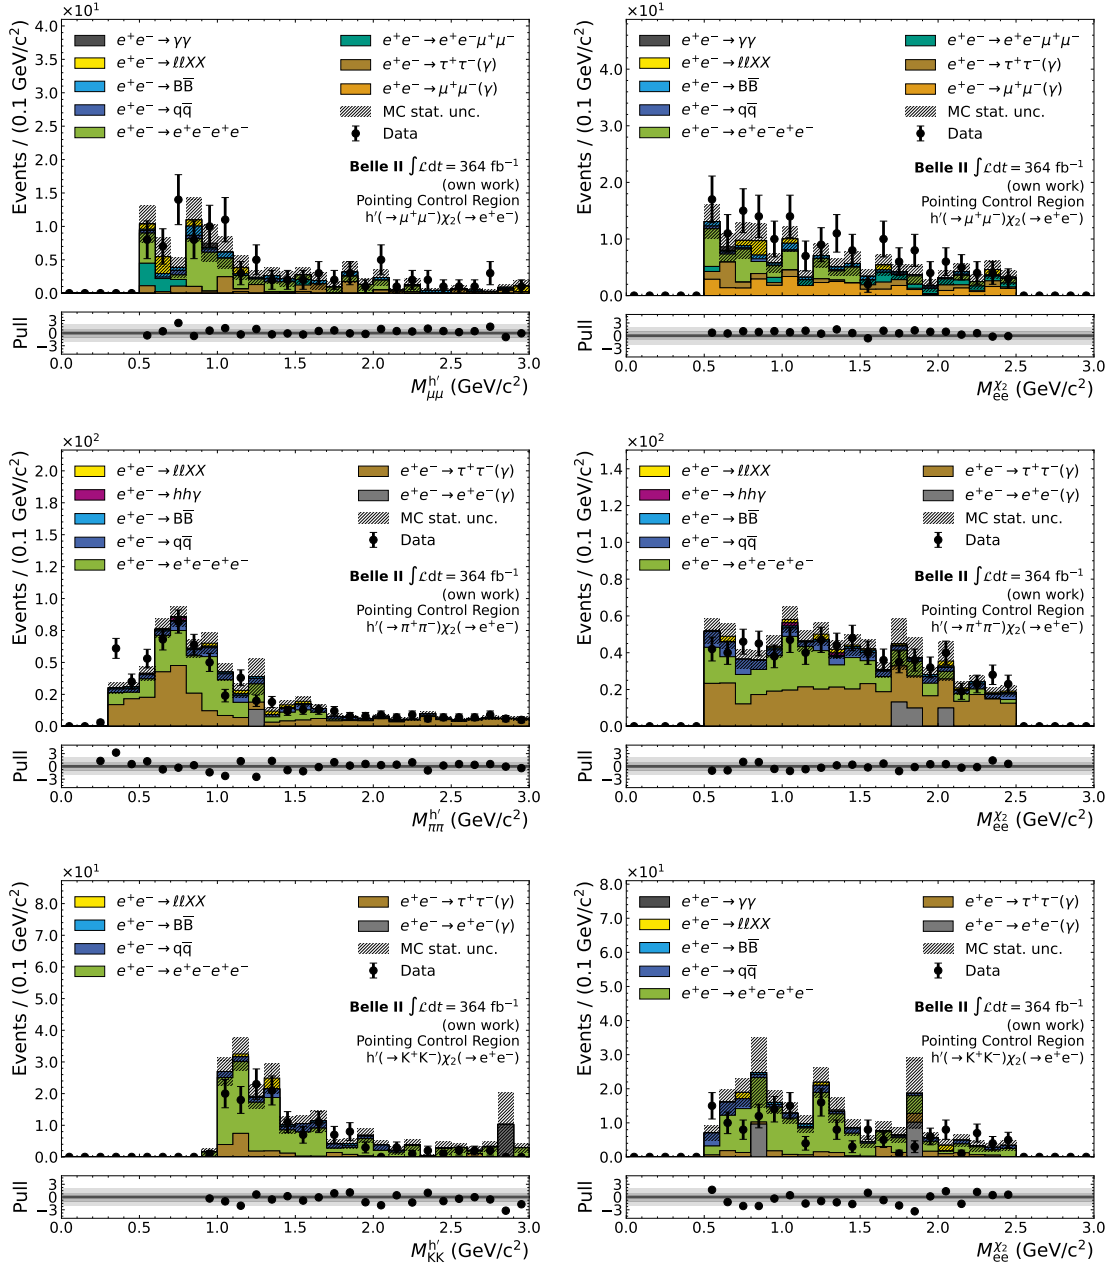 ×10¹
Events / (0.1 GeV/c²)
4.0
3.5
3.0
2.5
2.0
1.5
1.0
0.5
0.0
e⁺e⁻→γγ
e⁺e⁻→ℓℓXX
e⁺e⁻→BB̅
e⁺e⁻→qq̅
e⁺e⁻→e⁺e⁻e⁺e⁻
e⁺e⁻→e⁺e⁻μ⁺μ⁻
e⁺e⁻→τ⁺τ⁻(γ)
e⁺e⁻→μ⁺μ⁻(γ)
MC stat. unc.
Data
Belle II ∫ℒdt = 364 fb⁻¹
(own work)
Pointing Control Region
h′(→μ⁺μ⁻)χ₂(→e⁺e⁻)
Pull
3
0
−3
0.0 0.5 1.0 1.5 2.0 2.5 3.0
M^{h′}_{μμ} (GeV/c²)
×10¹
Events / (0.1 GeV/c²)
4.0
3.0
2.0
1.0
0.0
e⁺e⁻→γγ
e⁺e⁻→ℓℓXX
e⁺e⁻→BB̅
e⁺e⁻→qq̅
e⁺e⁻→e⁺e⁻e⁺e⁻
e⁺e⁻→e⁺e⁻μ⁺μ⁻
e⁺e⁻→τ⁺τ⁻(γ)
e⁺e⁻→μ⁺μ⁻(γ)
MC stat. unc.
Data
Belle II ∫ℒdt = 364 fb⁻¹
(own work)
Pointing Control Region
h′(→μ⁺μ⁻)χ₂(→e⁺e⁻)
Pull
3
0
−3
0.0 0.5 1.0 1.5 2.0 2.5 3.0
M^{χ₂}_{ee} (GeV/c²)
×10²
Events / (0.1 GeV/c²)
2.0
1.8
1.5
1.2
1.0
0.8
0.5
0.2
0.0
e⁺e⁻→ℓℓXX
e⁺e⁻→hhγ
e⁺e⁻→BB̅
e⁺e⁻→qq̅
e⁺e⁻→e⁺e⁻e⁺e⁻
e⁺e⁻→τ⁺τ⁻(γ)
e⁺e⁻→e⁺e⁻(γ)
MC stat. unc.
Data
Belle II ∫ℒdt = 364 fb⁻¹
(own work)
Pointing Control Region
h′(→π⁺π⁻)χ₂(→e⁺e⁻)
Pull
3
0
−3
0.0 0.5 1.0 1.5 2.0 2.5 3.0
M^{h′}_{ππ} (GeV/c²)
×10²
Events / (0.1 GeV/c²)
1.4
1.2
1.0
0.8
0.6
0.4
0.2
0.0
e⁺e⁻→ℓℓXX
e⁺e⁻→hhγ
e⁺e⁻→BB̅
e⁺e⁻→qq̅
e⁺e⁻→e⁺e⁻e⁺e⁻
e⁺e⁻→τ⁺τ⁻(γ)
e⁺e⁻→e⁺e⁻(γ)
MC stat. unc.
Data
Belle II ∫ℒdt = 364 fb⁻¹
(own work)
Pointing Control Region
h′(→π⁺π⁻)χ₂(→e⁺e⁻)
Pull
3
0
−3
0.0 0.5 1.0 1.5 2.0 2.5 3.0
M^{χ₂}_{ee} (GeV/c²)
×10¹
Events / (0.1 GeV/c²)
8.0
7.0
6.0
5.0
4.0
3.0
2.0
1.0
0.0
e⁺e⁻→ℓℓXX
e⁺e⁻→BB̅
e⁺e⁻→qq̅
e⁺e⁻→e⁺e⁻e⁺e⁻
e⁺e⁻→τ⁺τ⁻(γ)
e⁺e⁻→e⁺e⁻(γ)
MC stat. unc.
Data
Belle II ∫ℒdt = 364 fb⁻¹
(own work)
Pointing Control Region
h′(→K⁺K⁻)χ₂(→e⁺e⁻)
Pull
3
0
−3
0.0 0.5 1.0 1.5 2.0 2.5 3.0
M^{h′}_{KK} (GeV/c²)
×10¹
Events / (0.1 GeV/c²)
8.0
7.0
6.0
5.0
4.0
3.0
2.0
1.0
0.0
e⁺e⁻→γγ
e⁺e⁻→ℓℓXX
e⁺e⁻→BB̅
e⁺e⁻→qq̅
e⁺e⁻→e⁺e⁻e⁺e⁻
e⁺e⁻→τ⁺τ⁻(γ)
e⁺e⁻→e⁺e⁻(γ)
MC stat. unc.
Data
Belle II ∫ℒdt = 364 fb⁻¹
(own work)
Pointing Control Region
h′(→K⁺K⁻)χ₂(→e⁺e⁻)
Pull
3
0
−3
0.0 0.5 1.0 1.5 2.0 2.5 3.0
M^{χ₂}_{ee} (GeV/c²)